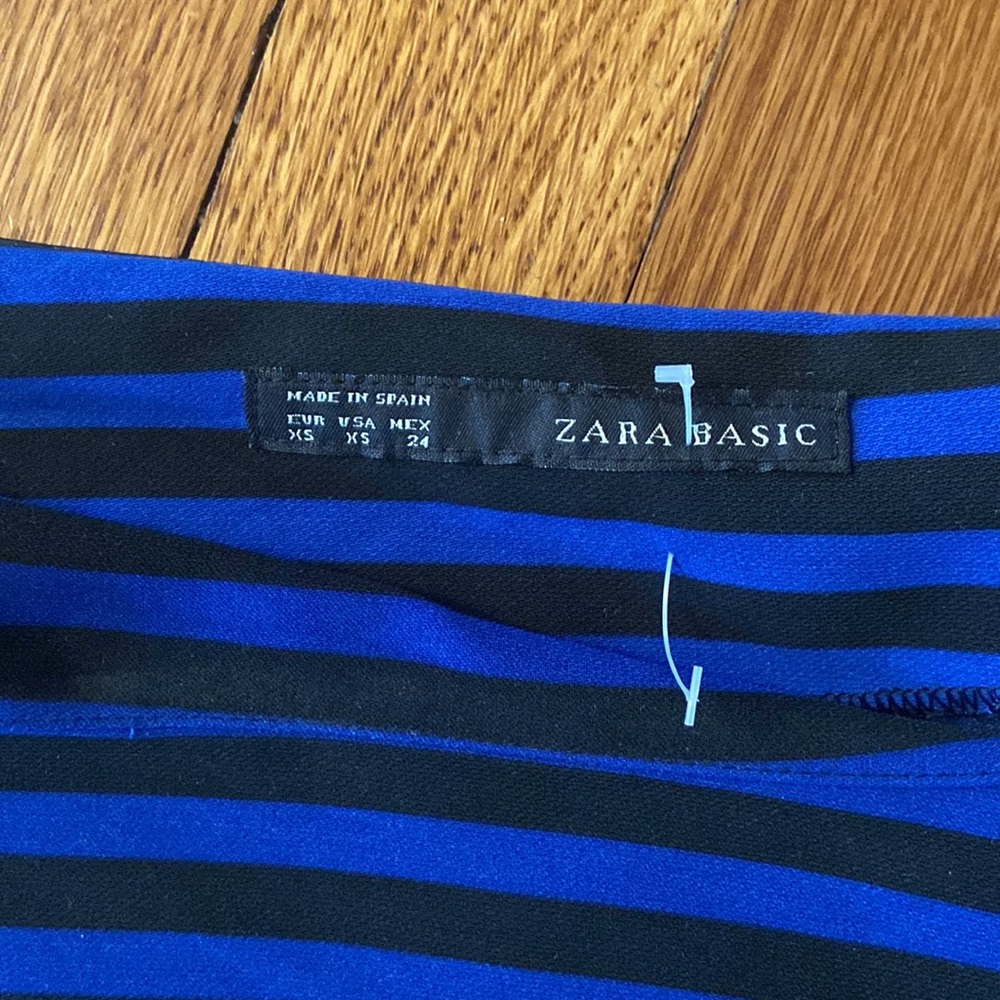 MADE IN SPAIN
EUR USA MEX
XS XS 24
ZARA BASIC